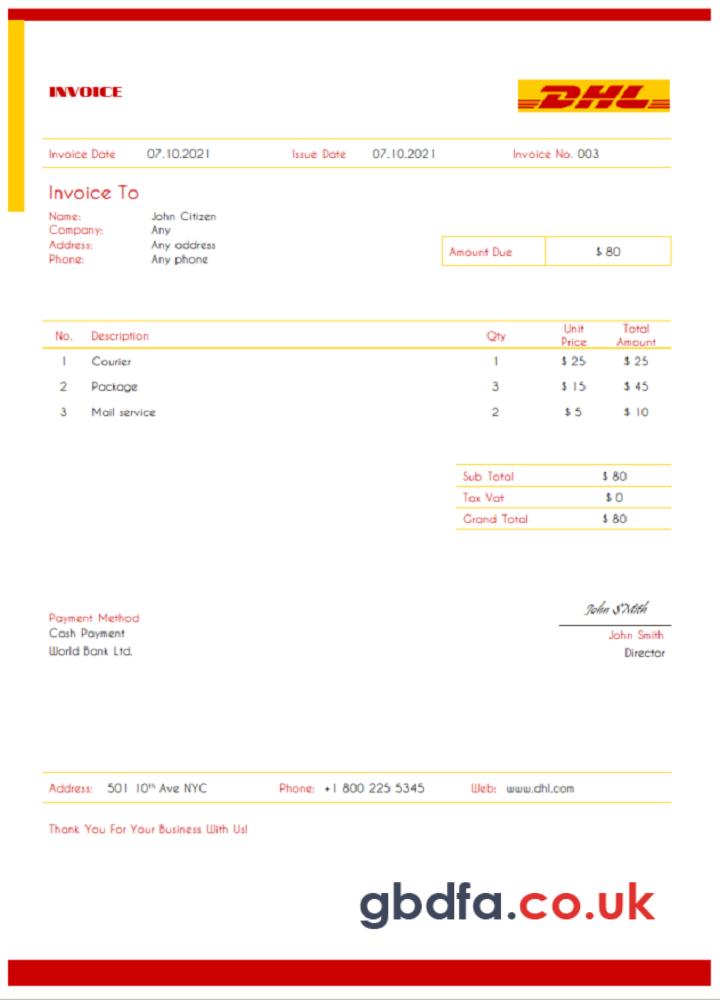 INVOICE
DHL
Invoice Date 07.10.2021 Issue Date 07.10.2021 Invoice No. 003
Invoice To
Name: John Citizen
Company: Any
Address: Any address
Phone: Any phone
Amount Due $ 80
No. Description Qty Unit Price Total Amount
1 Courier 1 $ 25 $ 25
2 Package 3 $ 15 $ 45
3 Mail service 2 $ 5 $ 10
Sub Total $ 80
Tax Vat $ 0
Grand Total $ 80
John SMith
Payment Method
Cash Payment
World Bank Ltd.
John Smith
Director
Address: 501 10th Ave NYC Phone: +1 800 225 5345 Web: www.dhl.com
Thank You For Your Business With Us!
gbdfa.co.uk